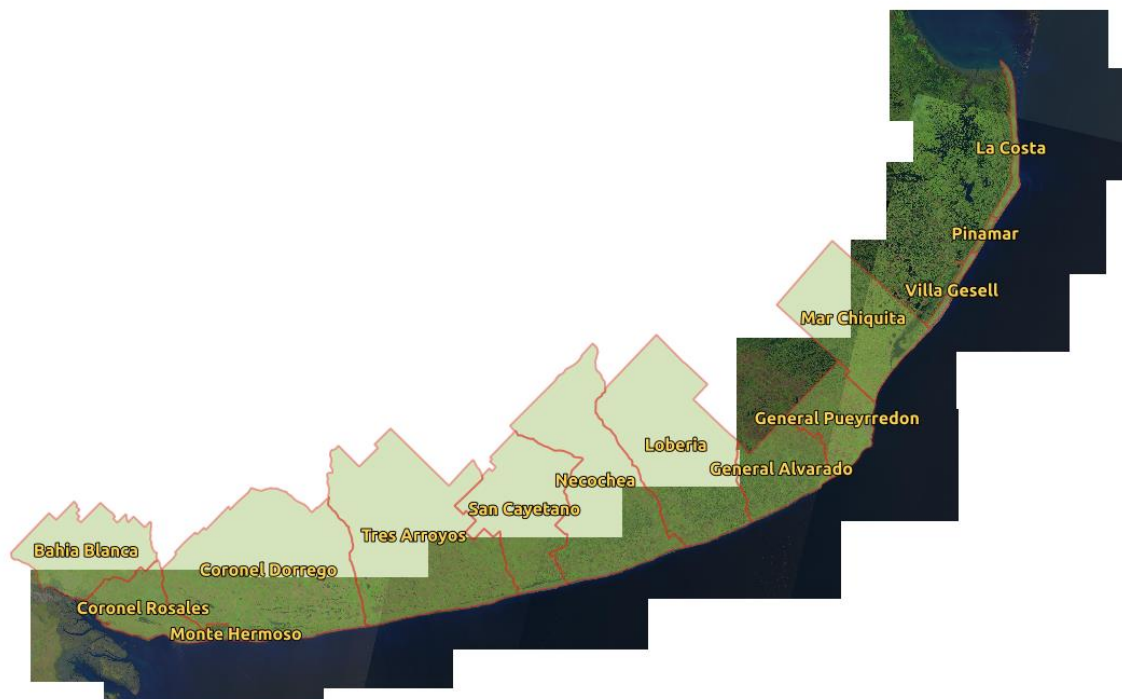 La Costa
Pinamar
Villa Gesell
Mar Chiquita
General Pueyrredon
Loberia
General Alvarado
Necochea
San Cayetano
Tres Arroyos
Bahia Blanca
Coronel Dorrego
Coronel Rosales
Monte Hermoso